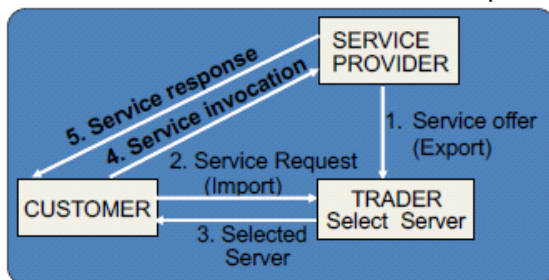 SERVICE
PROVIDER
5. Service response
4. Service invocation
1. Service offer
(Export)
2. Service Request
(Import)
CUSTOMER
TRADER
Select Server
3. Selected
Server